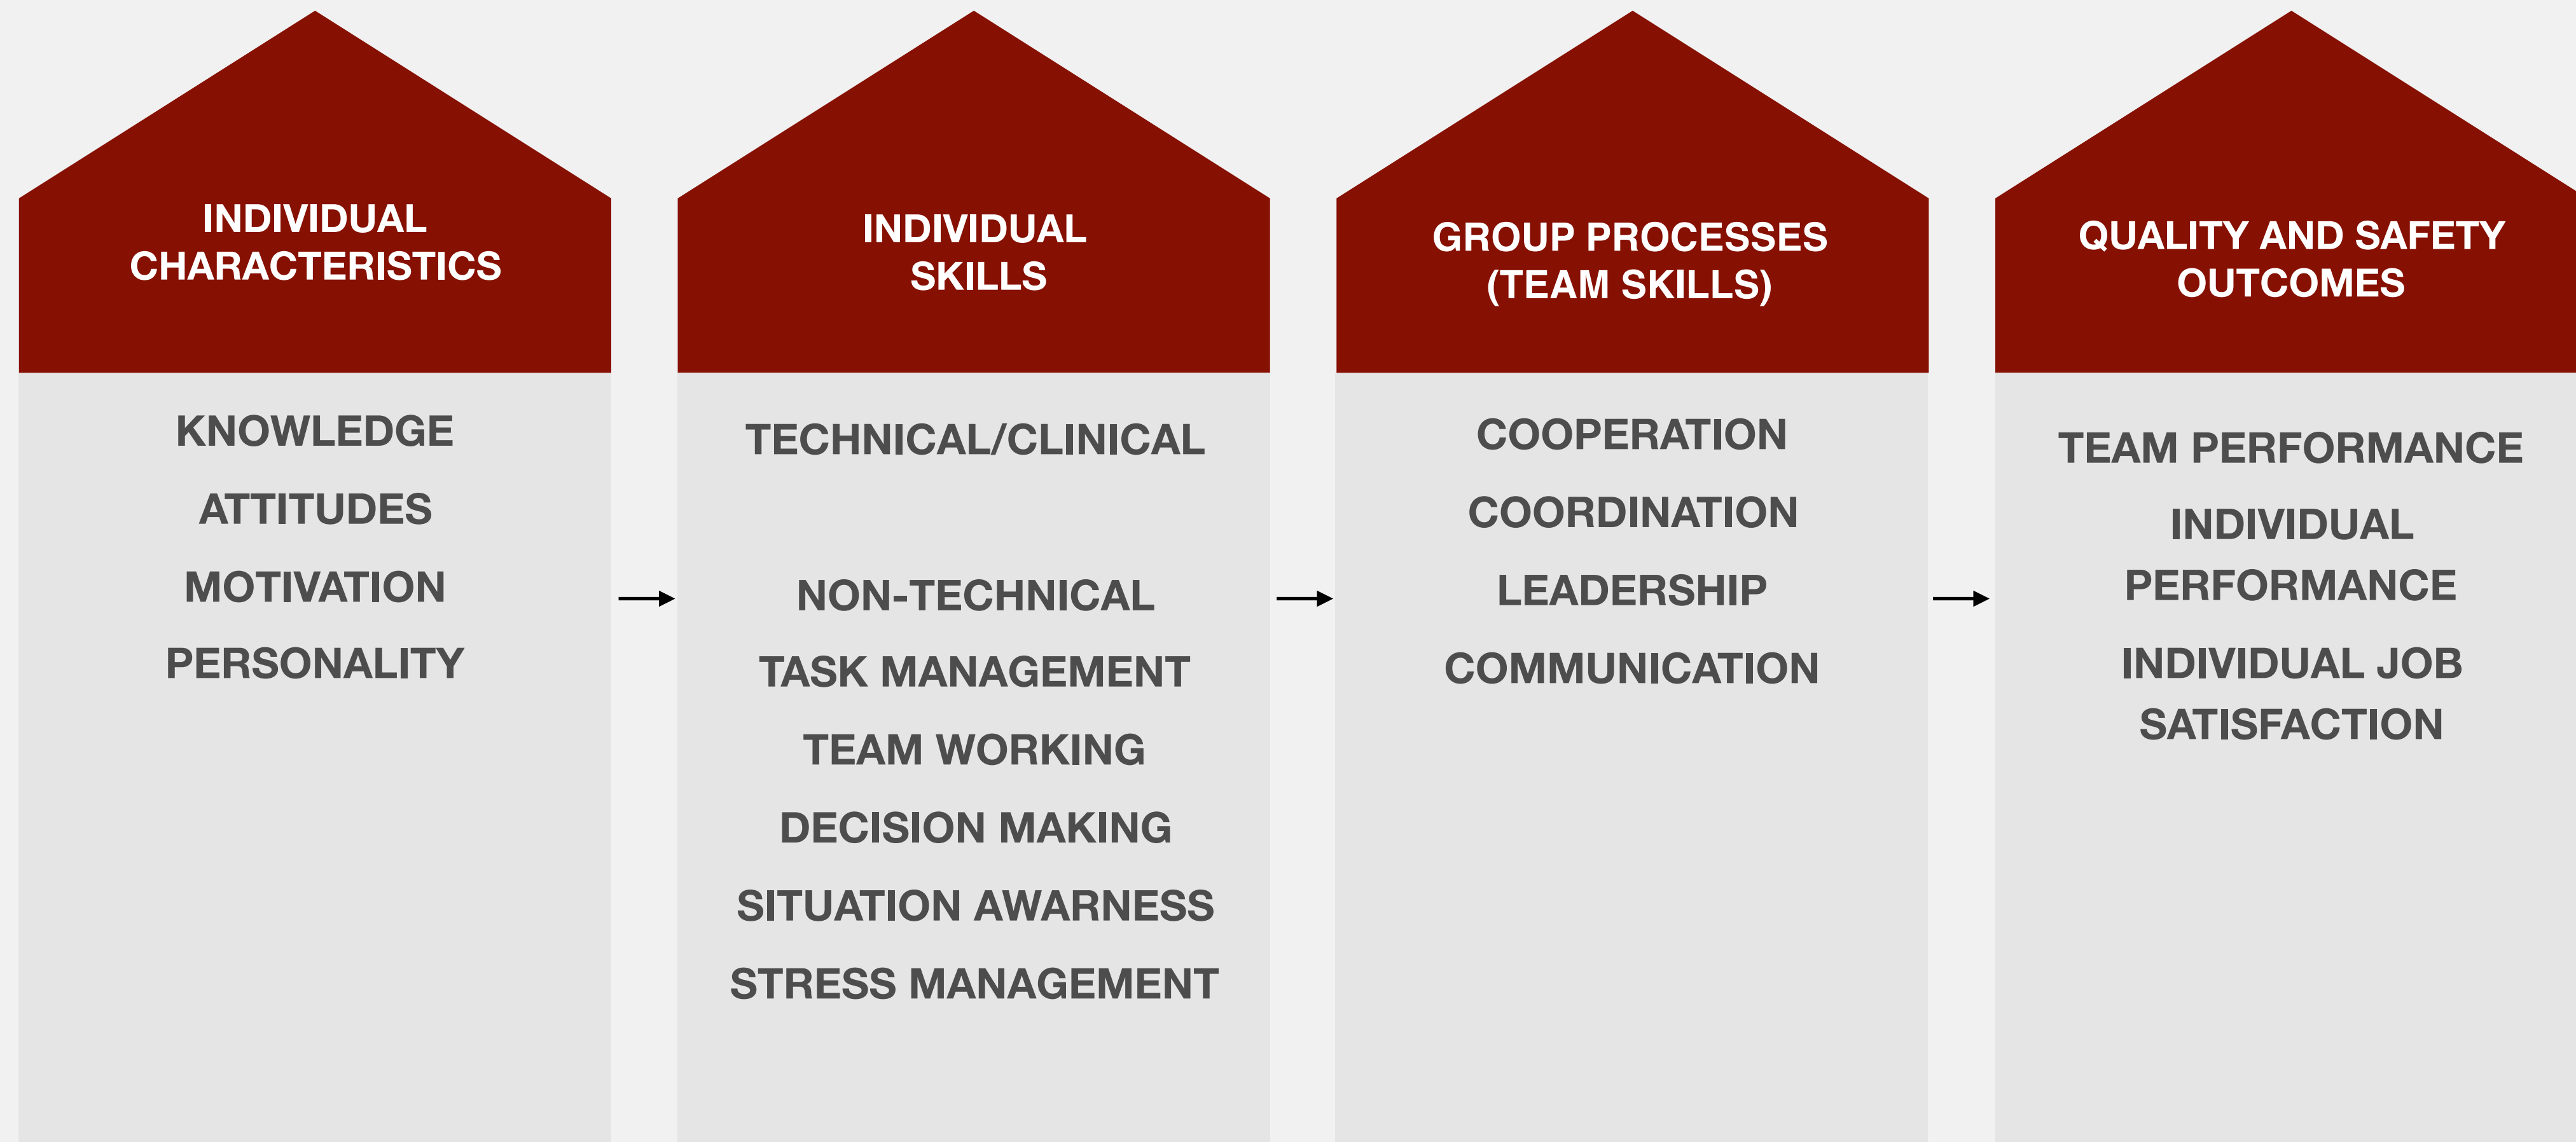 INDIVIDUAL
CHARACTERISTICS
KNOWLEDGE
ATTITUDES
MOTIVATION
PERSONALITY
INDIVIDUAL
SKILLS
TECHNICAL/CLINICAL
NON-TECHNICAL
TASK MANAGEMENT
TEAM WORKING
DECISION MAKING
SITUATION AWARNESS
STRESS MANAGEMENT
GROUP PROCESSES
(TEAM SKILLS)
COOPERATION
COORDINATION
LEADERSHIP
COMMUNICATION
QUALITY AND SAFETY
OUTCOMES
TEAM PERFORMANCE
INDIVIDUAL
PERFORMANCE
INDIVIDUAL JOB
SATISFACTION